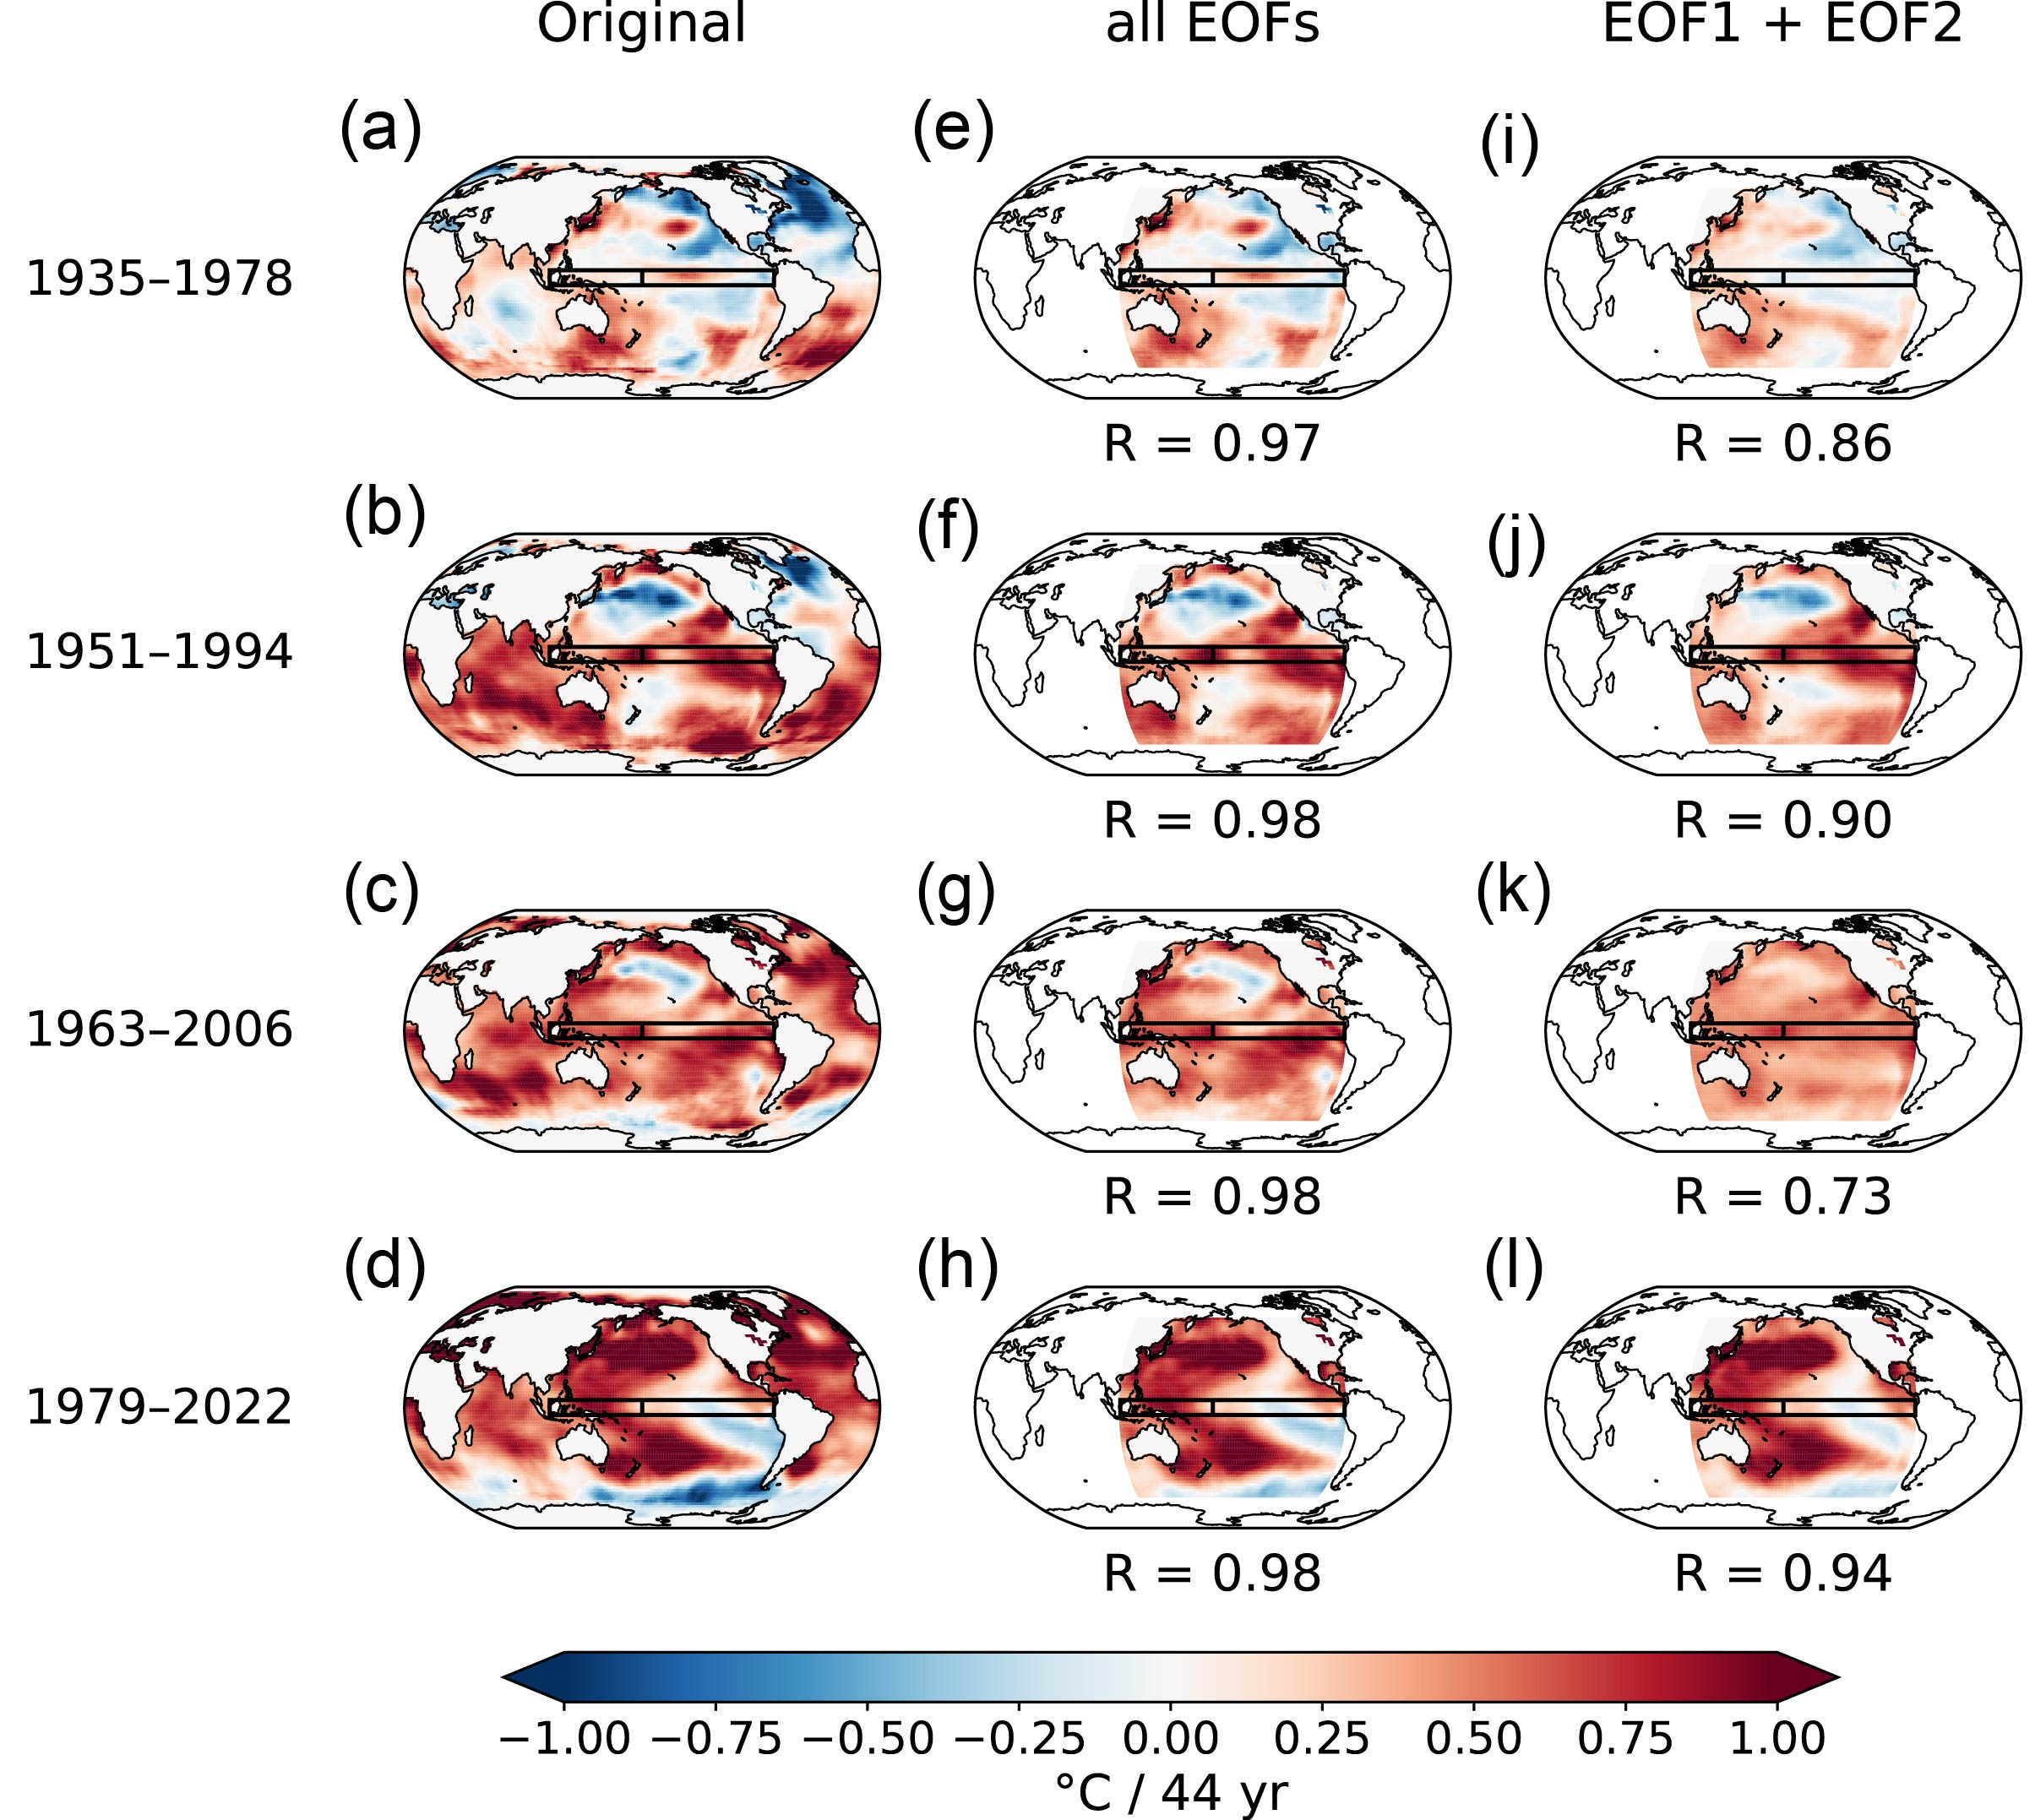 Original all EOFs EOF1 + EOF2
(a) (e) (i)
1935–1978
R = 0.97 R = 0.86
(b) (f) (j)
1951–1994
R = 0.98 R = 0.90
(c) (g) (k)
1963–2006
R = 0.98 R = 0.73
(d) (h) (l)
1979–2022
R = 0.98 R = 0.94
−1.00 −0.75 −0.50 −0.25 0.00 0.25 0.50 0.75 1.00
°C / 44 yr